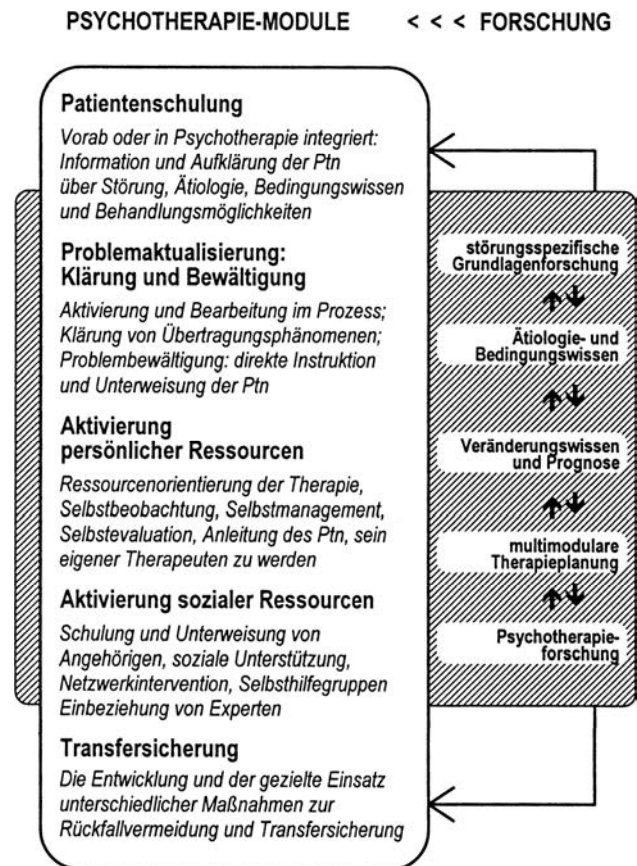 PSYCHOTHERAPIE-MODULE < < < FORSCHUNG
Patientenschulung
Vorab oder in Psychotherapie integriert:
Information und Aufklärung der Ptn
über Störung, Ätiologie, Bedingungswissen
und Behandlungsmöglichkeiten
Problemaktualisierung:
Klärung und Bewältigung
Aktivierung und Bearbeitung im Prozess;
Klärung von Übertragungsphänomenen;
Problembewältigung: direkte Instruktion
und Unterweisung der Ptn
Aktivierung
persönlicher Ressourcen
Ressourcenorientierung der Therapie,
Selbstbeobachtung, Selbstmanagement,
Selbstevaluation, Anleitung des Ptn, sein
eigener Therapeuten zu werden
Aktivierung sozialer Ressourcen
Schulung und Unterweisung von
Angehörigen, soziale Unterstützung,
Netzwerkintervention, Selbsthilfegruppen
Einbeziehung von Experten
Transfersicherung
Die Entwicklung und der gezielte Einsatz
unterschiedlicher Maßnahmen zur
Rückfallvermeidung und Transfersicherung
störungsspezifische
Grundlagenforschung
Ätiologie- und
Bedingungswissen
Veränderungswissen
und Prognose
multimodulare
Therapieplanung
Psychotherapie-
forschung